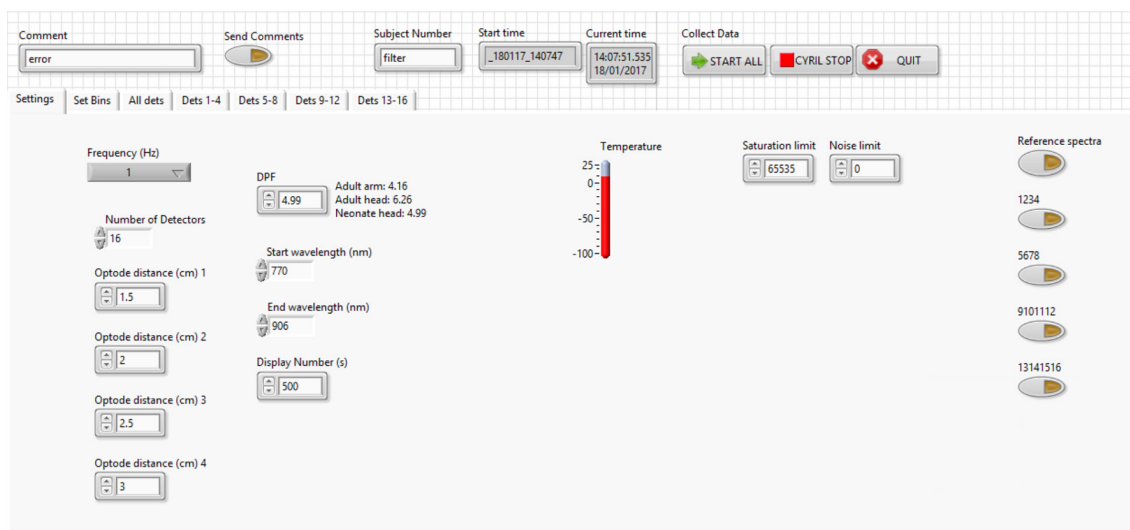 Comment
error
Send Comments
Subject Number
filter
Start time
_180117_140747
Current time
14:07:51.535
18/01/2017
Collect Data
START ALL
CYRIL STOP
QUIT
Settings
Set Bins
All dets
Dets 1-4
Dets 5-8
Dets 9-12
Dets 13-16
Frequency (Hz)
1
Number of Detectors
16
Optode distance (cm) 1
1.5
Optode distance (cm) 2
2
Optode distance (cm) 3
2.5
Optode distance (cm) 4
3
DPF
4.99
Adult arm: 4.16
Adult head: 6.26
Neonate head: 4.99
Start wavelength (nm)
770
End wavelength (nm)
906
Display Number (s)
500
Temperature
25
0
-50
-100
Saturation limit
65535
Noise limit
0
Reference spectra
1234
5678
9101112
13141516